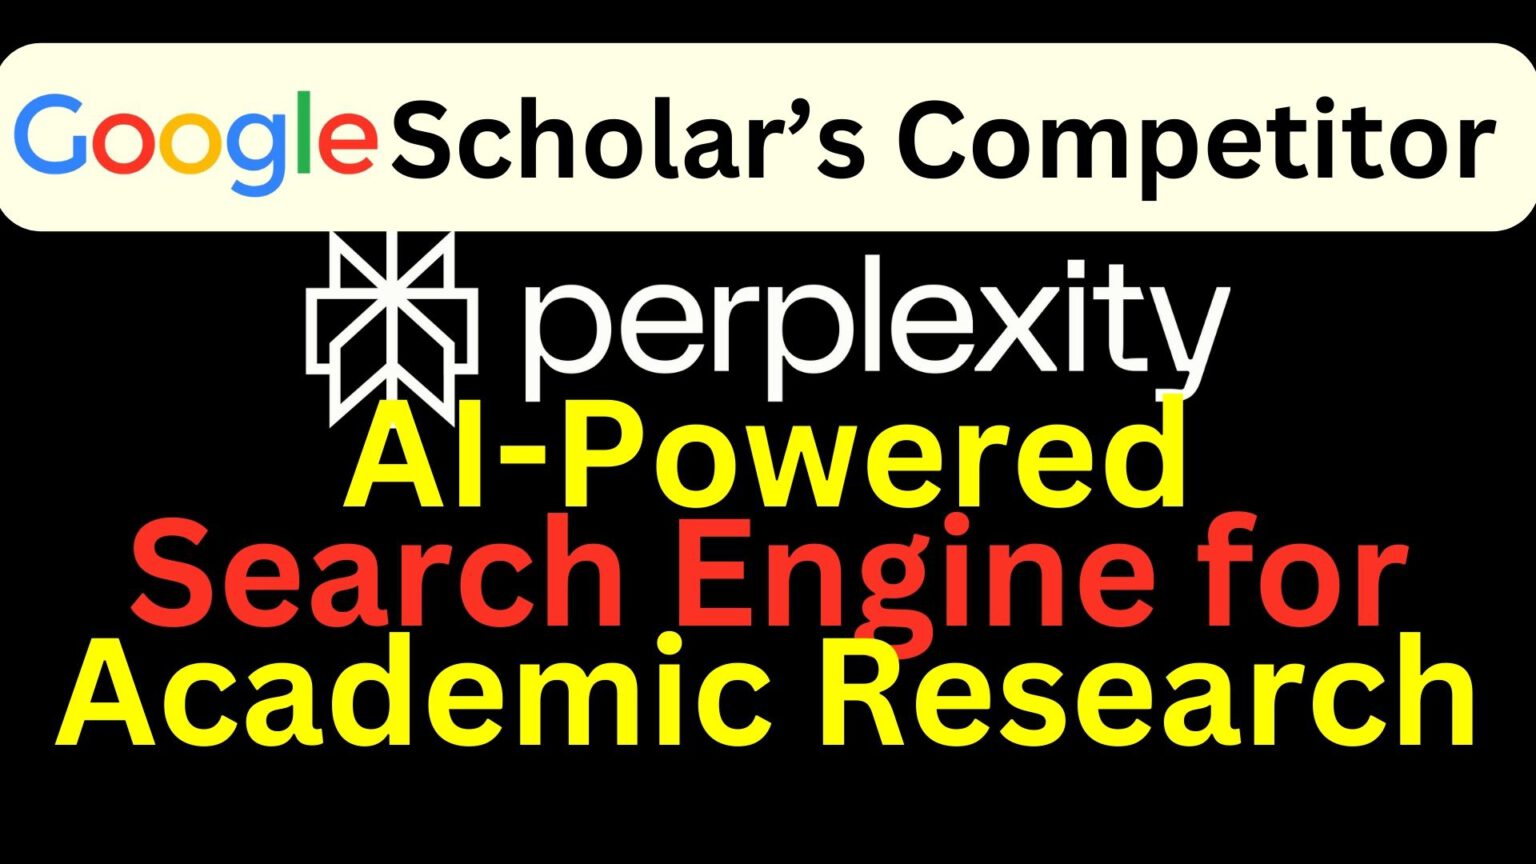 Google Scholar’s Competitor
perplexity
AI-Powered
Search Engine for
Academic Research